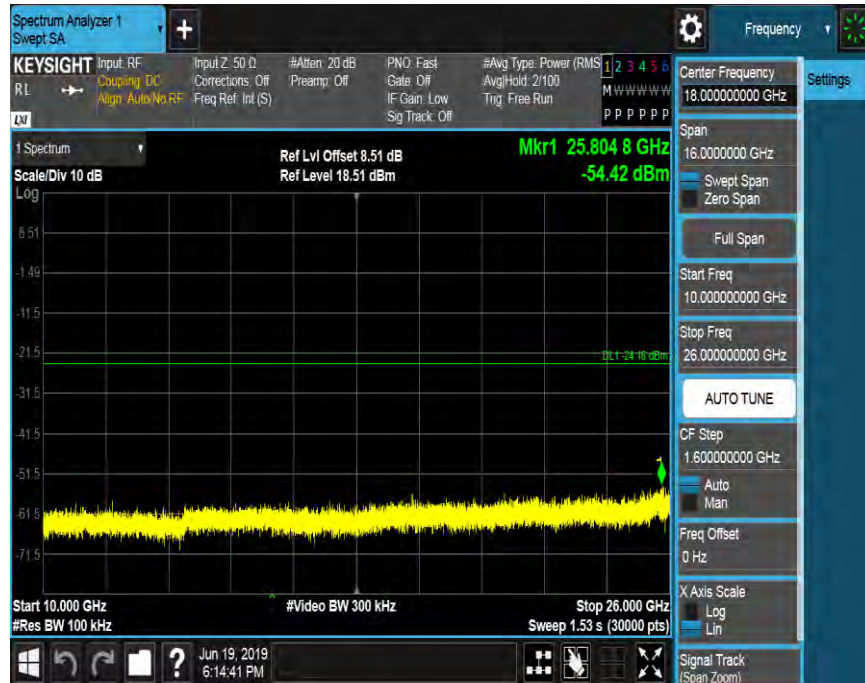 Spectrum Analyzer 1
Swept SA
+
Frequency
KEYSIGHT
RL
LXI
Input: RF
Coupling: DC
Align: Auto/No RF
Input Z: 50 Ω
Corrections: Off
Freq Ref: Int (S)
#Atten: 20 dB
Preamp: Off
PNO: Fast
Gate: Off
IF Gain: Low
Sig Track: Off
#Avg Type: Power (RMS
Avg|Hold: 2/100
Trig: Free Run
1 2 3 4 5 6
M W W W W W
P P P P P P
Settings
1 Spectrum
Scale/Div 10 dB
Log
Ref Lvl Offset 8.51 dB
Ref Level 18.51 dBm
Mkr1 25.804 8 GHz
-54.42 dBm
8.51
-1.49
-11.5
-21.5
-31.5
-41.5
-51.5
-61.5
-71.5
DL1 -24.16 dBm
1
Start 10.000 GHz
#Res BW 100 kHz
#Video BW 300 kHz
Stop 26.000 GHz
Sweep 1.53 s (30000 pts)
Center Frequency
18.000000000 GHz
Span
16.0000000 GHz
Swept Span
Zero Span
Full Span
Start Freq
10.000000000 GHz
Stop Freq
26.000000000 GHz
AUTO TUNE
CF Step
1.600000000 GHz
Auto
Man
Freq Offset
0 Hz
X Axis Scale
Log
Lin
Signal Track
(Span Zoom)
?
Jun 19, 2019
6:14:41 PM